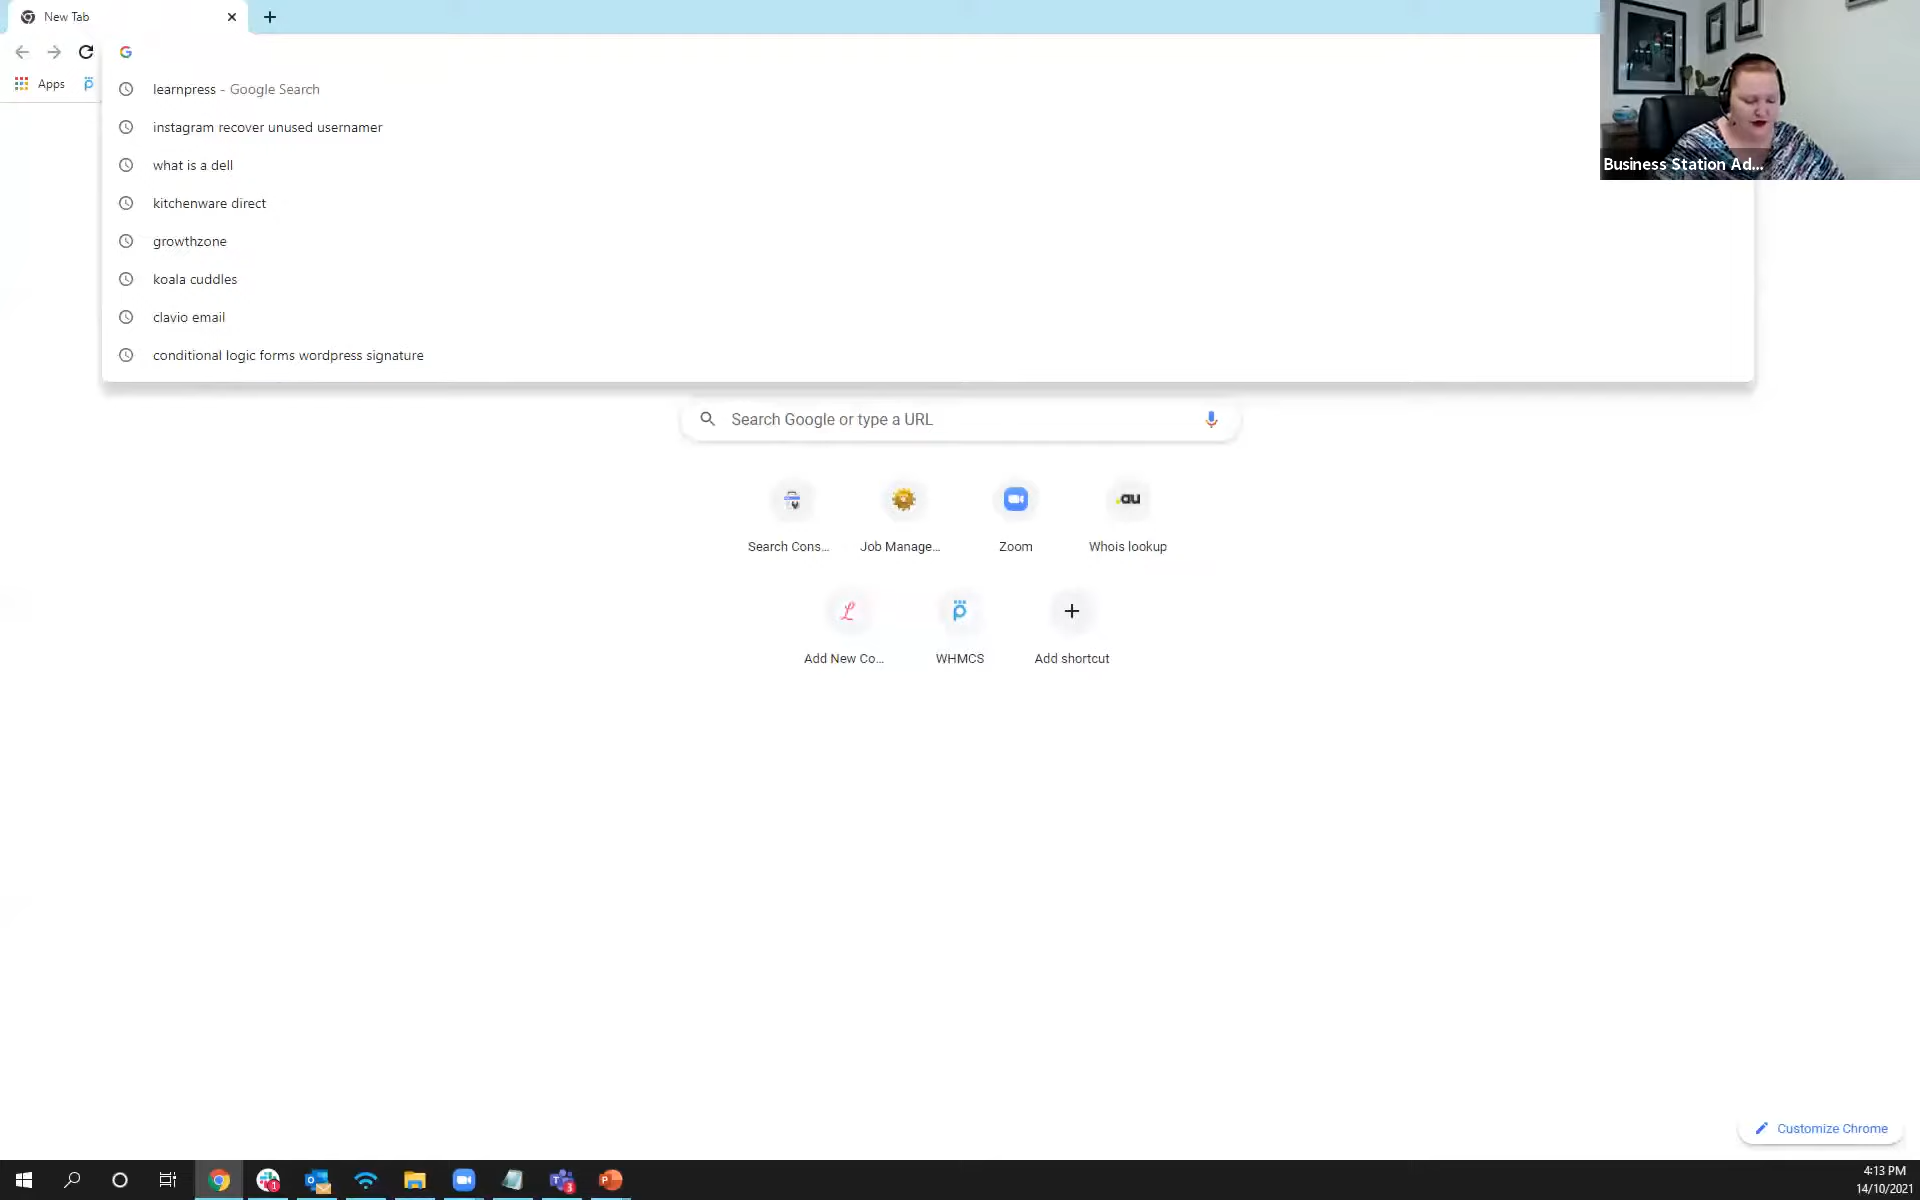 New Tab
Apps
learnpress - Google Search
instagram recover unused usernamer
what is a dell
kitchenware direct
growthzone
koala cuddles
clavio email
conditional logic forms wordpress signature
Business Station Ad...
Search Google or type a URL
.au
Search Cons...
Job Manage...
Zoom
Whois lookup
Add New Co...
WHMCS
Add shortcut
Customize Chrome
4:13 PM
14/10/2021